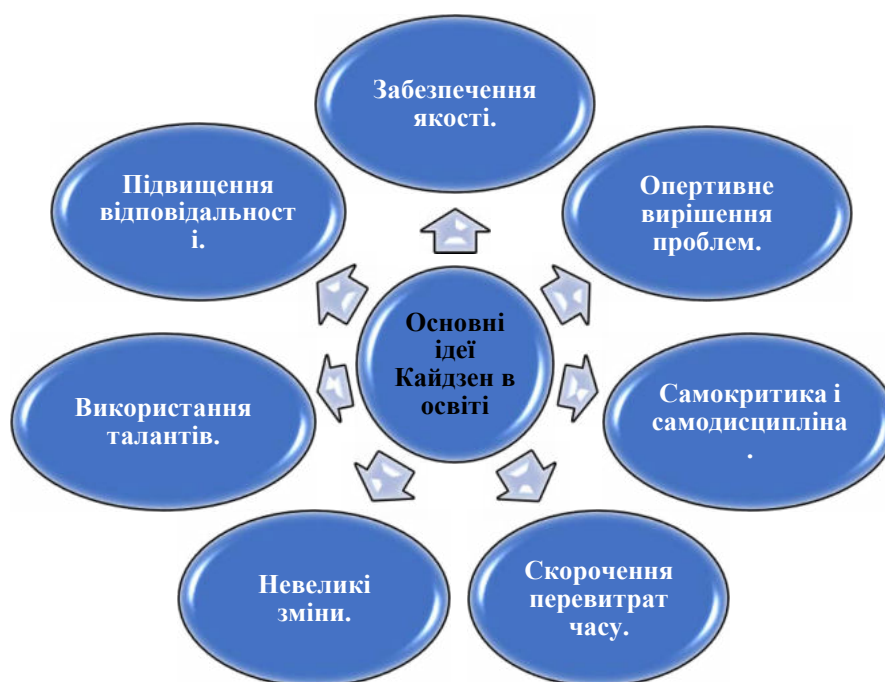 Забезпечення
якості.
Опертивне
вирішення
проблем.
Самокритика і
самодисципліна
.
Скорочення
перевитрат
часу.
Невеликі
зміни.
Використання
талантів.
Підвищення
відповідальност
і.
Основні
ідеї
Кайдзен в
освіті